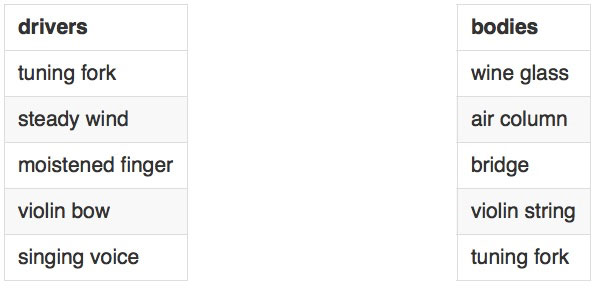 drivers
tuning fork
steady wind
moistened finger
violin bow
singing voice
bodies
wine glass
air column
bridge
violin string
tuning fork